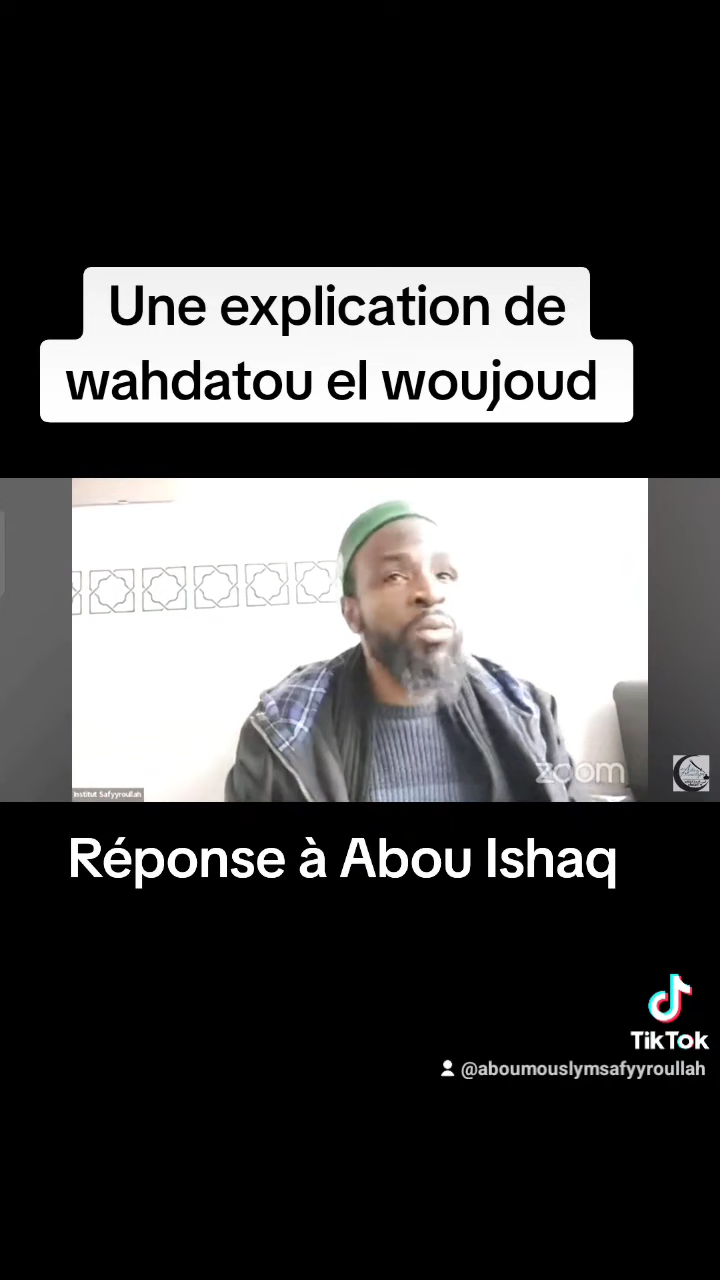 Une explication de
wahdatou el woujoud
zoom
Institut Safyyroullah
Réponse à Abou Ishaq
TikTok
@aboumouslymsafyyroullah